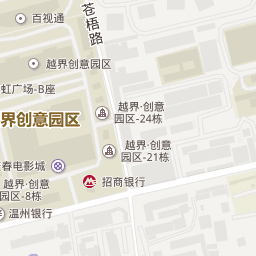 百视通
苍梧路
越界创意园区
虹广场-B座
越界·创意
园区-24栋
界创意园区
越界·创意
园区-21栋
春电影城
招商银行
越界·创意
园区-8栋
温州银行